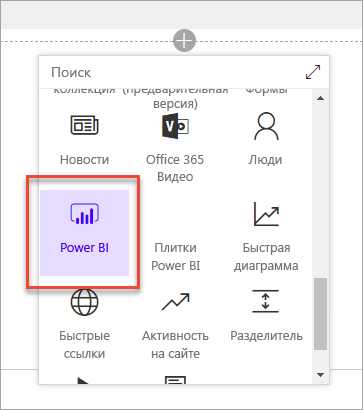 Поиск
коллекция (предварительная Формы
версия)
Новости Office 365 Люди
Видео
Power BI Плитки Быстрая
Power BI диаграмма
Быстрые Активность Разделитель
ссылки на сайте